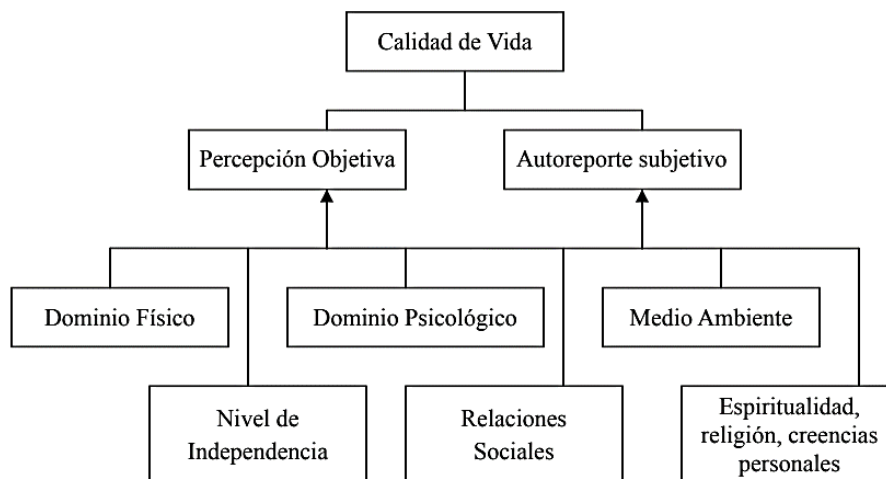 Calidad de Vida
Percepción Objetiva
Autoreporte subjetivo
Dominio Físico
Dominio Psicológico
Medio Ambiente
Nivel de
Independencia
Relaciones
Sociales
Espiritualidad,
religión, creencias
personales